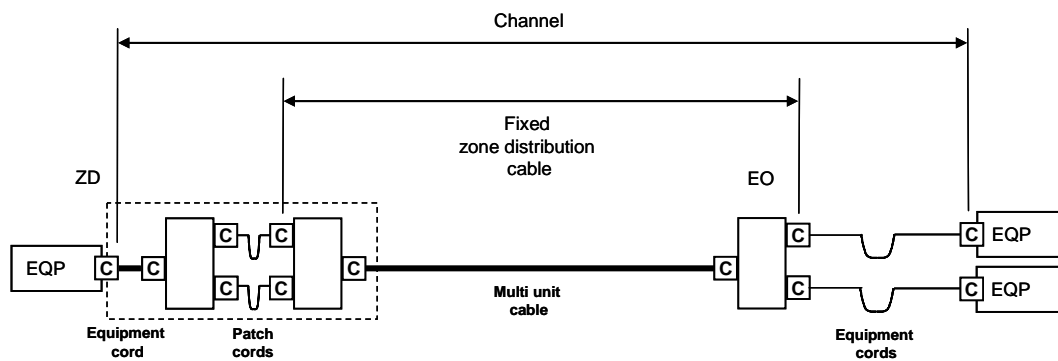 Channel
Fixed
zone distribution
cable
ZD
EO
C
C
C
C
C
C
EQP
EQP
C
C
C
C
C
C
C
C
EQP
Multi unit
cable
Equipment
cord
Patch
cords
Equipment
cords